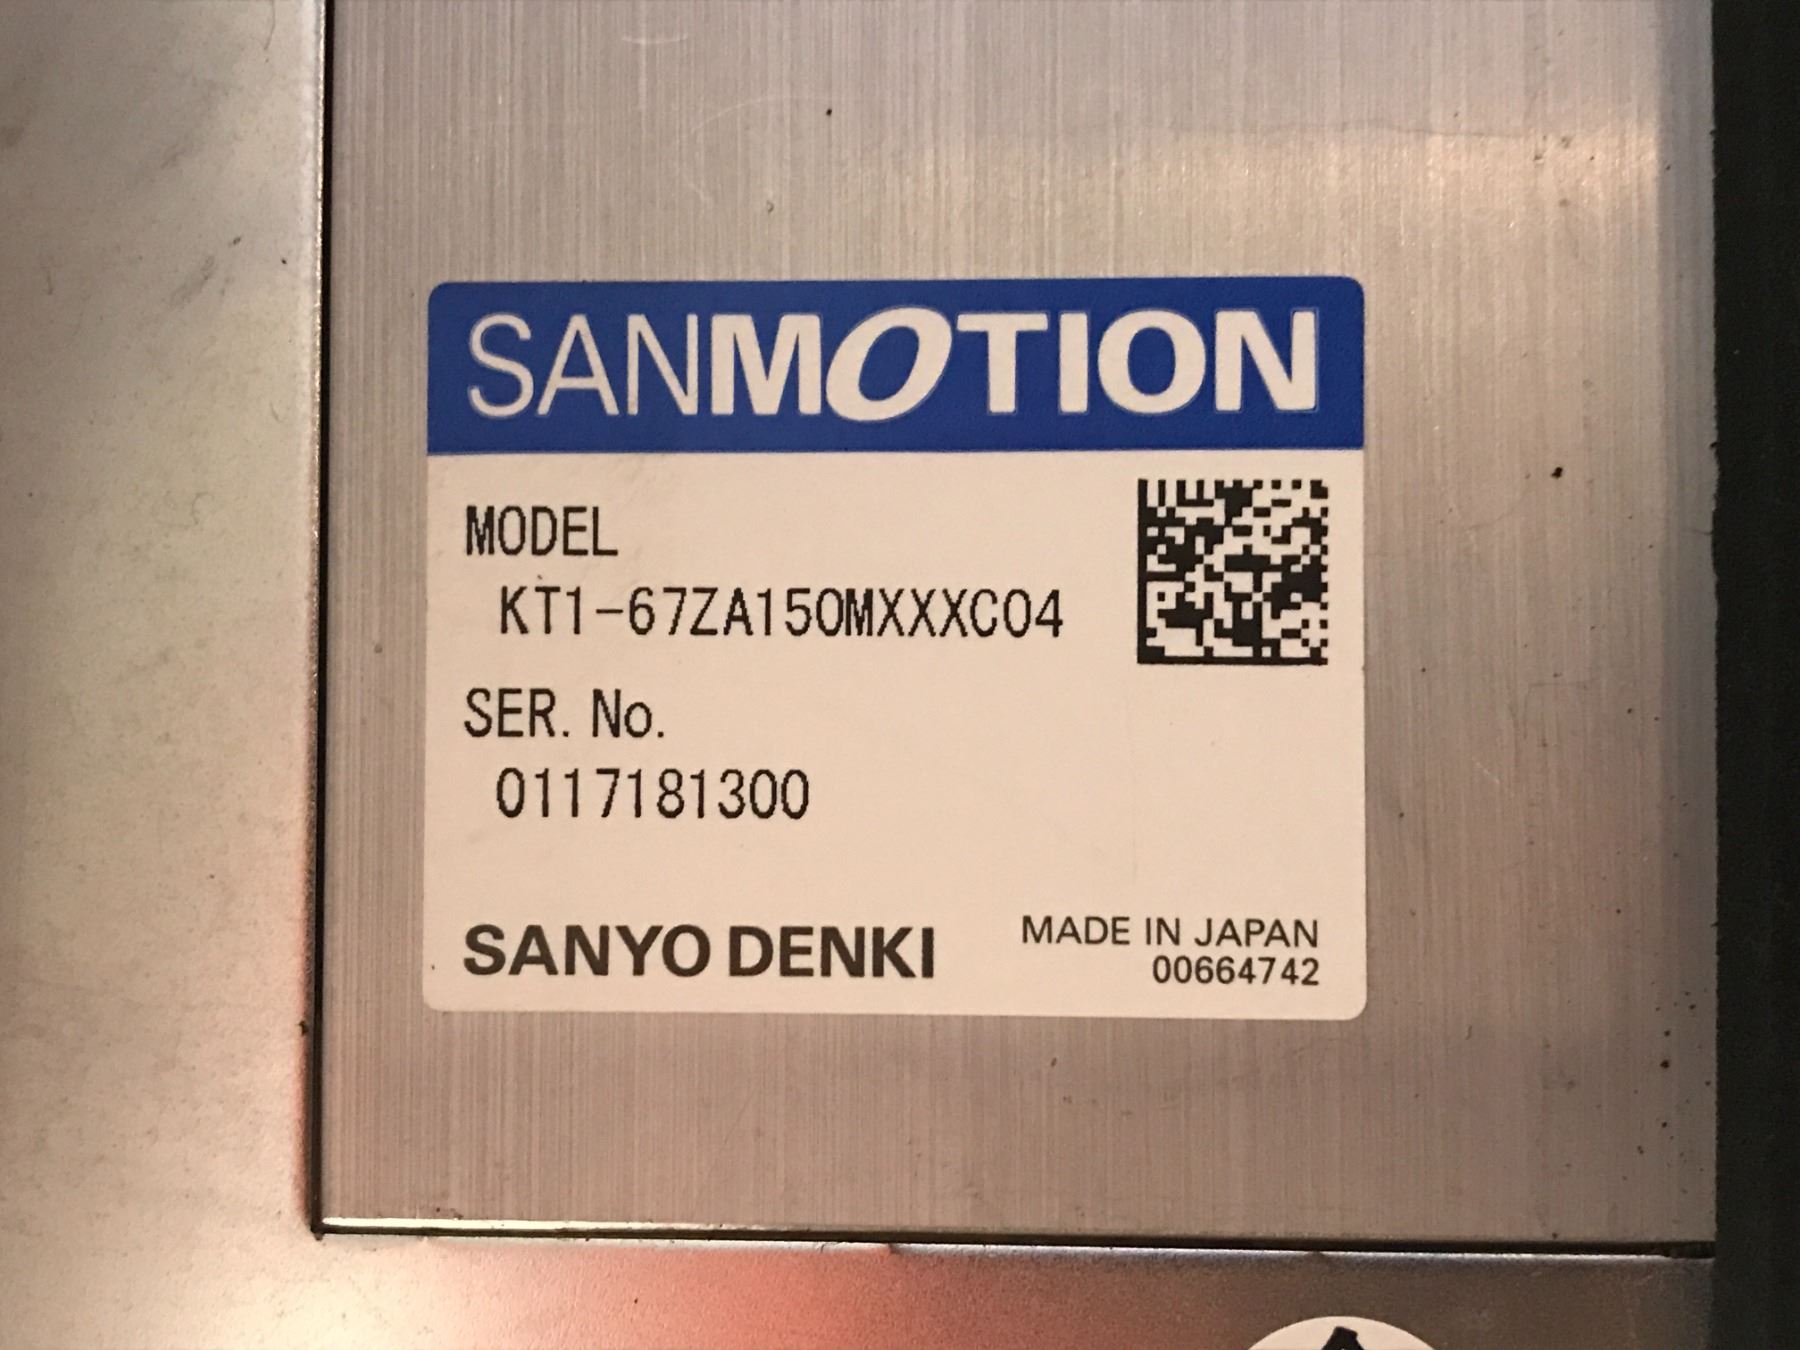 SANMOTION
MODEL
KT1-67ZA150MXXXC04
SER. No.
0117181300
SANYO DENKI
MADE IN JAPAN
00664742